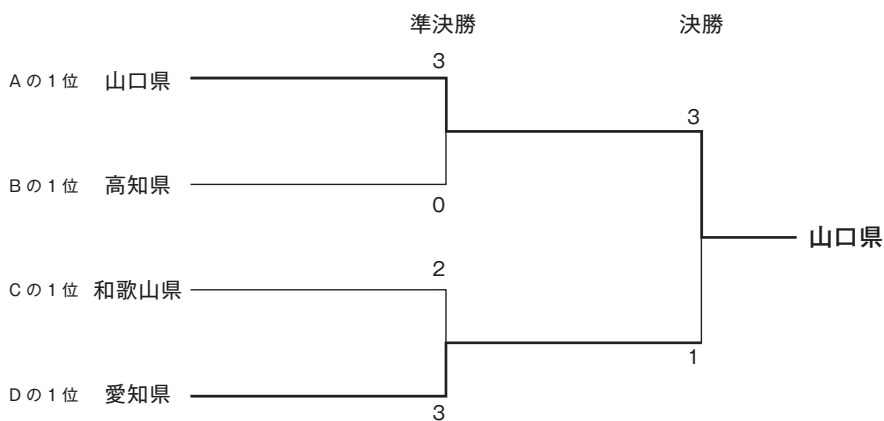 準決勝 決勝
3
Aの1位 山口県
3
Bの1位 高知県
0
山口県
2
Cの1位 和歌山県
1
Dの1位 愛知県
3